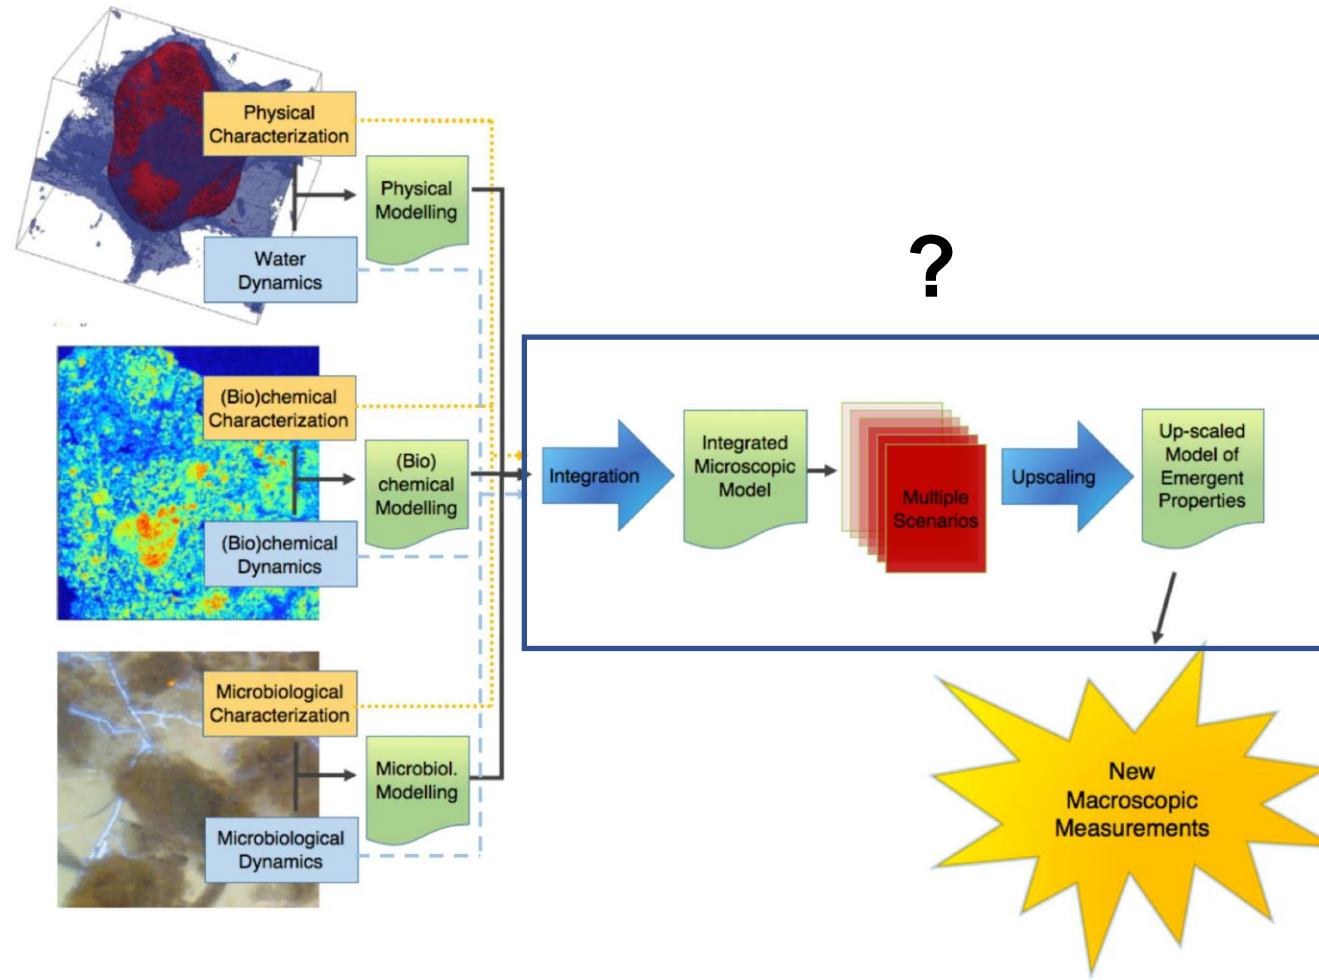 Physical
Characterization
Physical
Modelling
Water
Dynamics
?
(Bio)chemical
Characterization
(Bio)
chemical
Modelling
(Bio)chemical
Dynamics
Integration
Integrated
Microscopic
Model
Multiple
Scenarios
Upscaling
Up-scaled
Model of
Emergent
Properties
Microbiological
Characterization
Microbiol.
Modelling
Microbiological
Dynamics
New
Macroscopic
Measurements